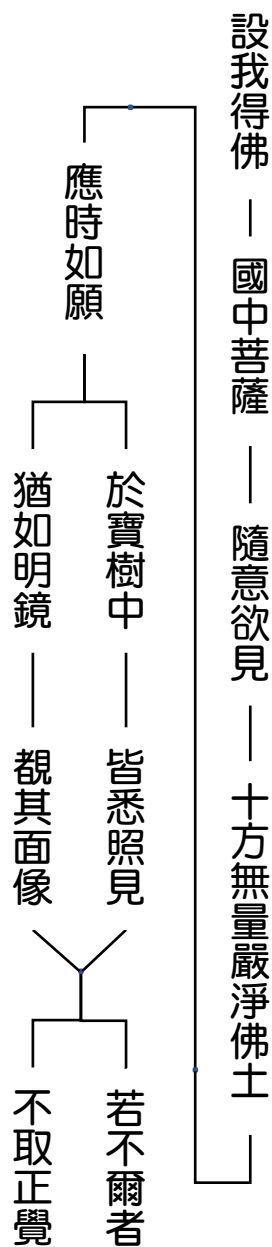 設我得佛
國中菩薩
隨意欲見
十方無量嚴淨佛土
應時如願
於寶樹中
皆悉照見
猶如明鏡
覩其面像
若不爾者
不取正覺